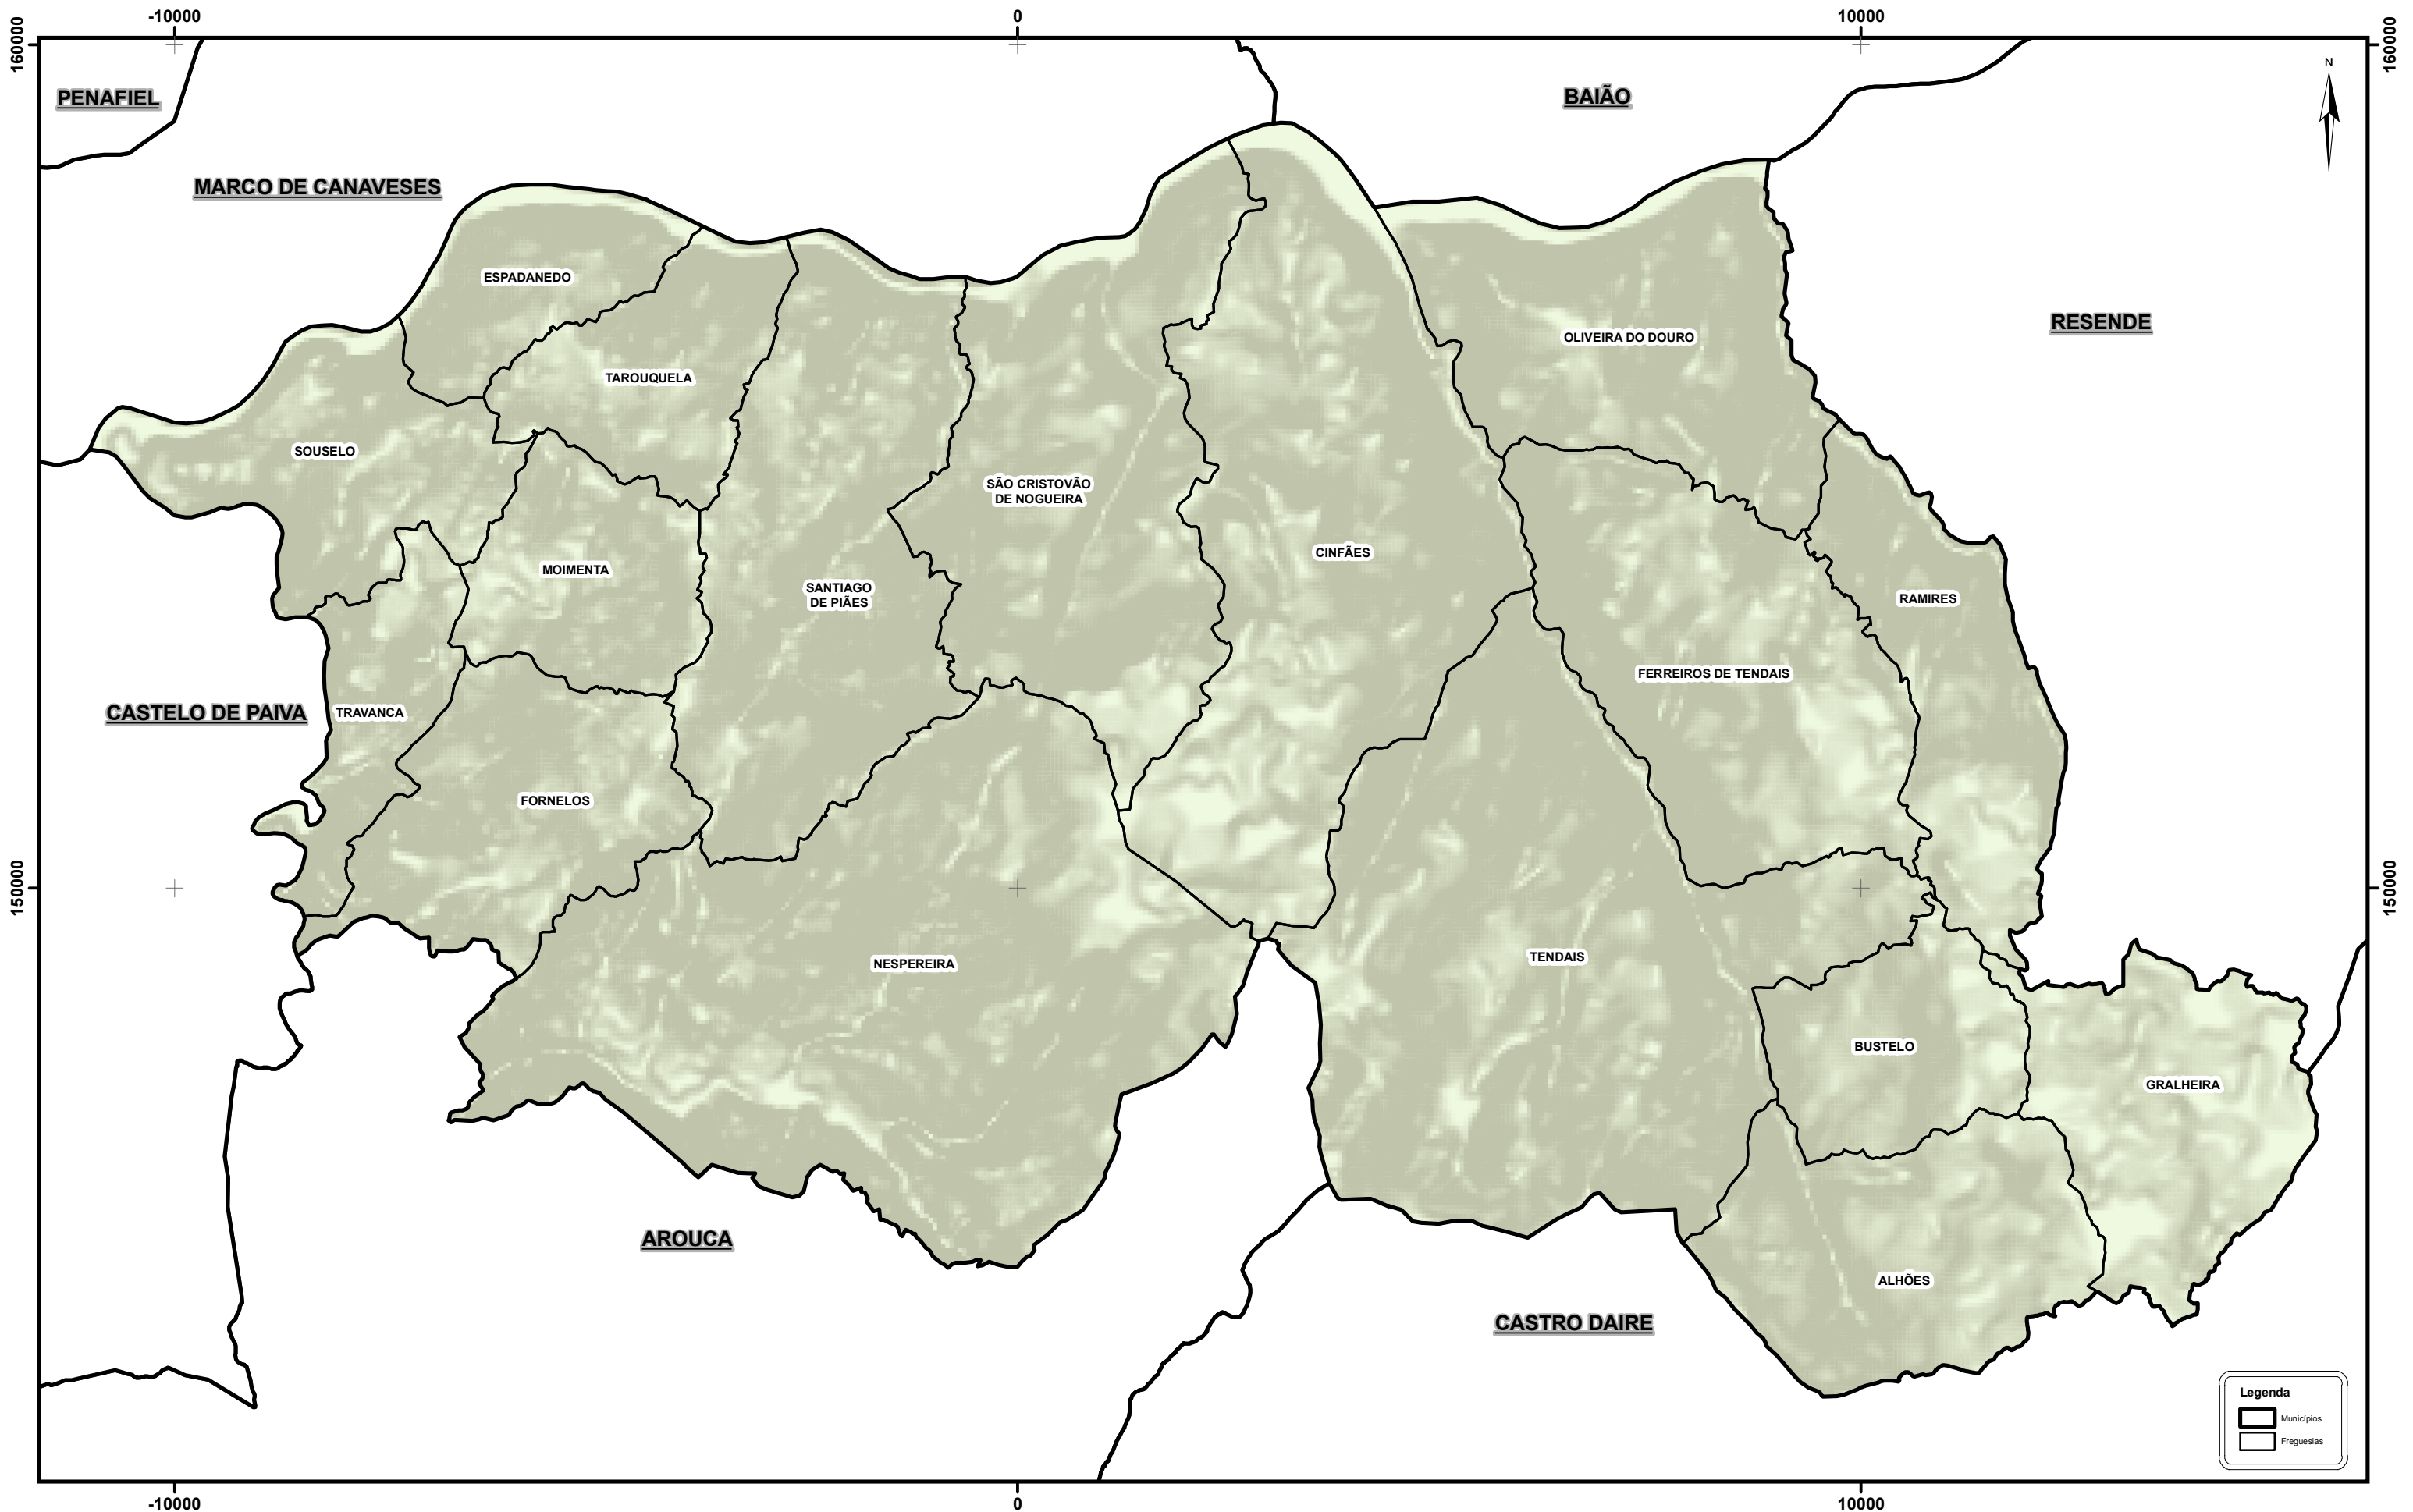 -10000
0
10000
160000
160000
N
PENAFIEL
BAIÃO
MARCO DE CANAVESES
ESPADANEDO
RESENDE
OLIVEIRA DO DOURO
TAROUQUELA
SOUSELO
SÃO CRISTOVÃO
DE NOGUEIRA
CINFÃES
MOIMENTA
SANTIAGO
DE PIÃES
RAMIRES
FERREIROS DE TENDAIS
CASTELO DE PAIVA
TRAVANCA
FORNELOS
150000
150000
TENDAIS
NESPEREIRA
BUSTELO
GRALHEIRA
AROUCA
ALHÕES
CASTRO DAIRE
Legenda
Municípios
Freguesias
-10000
0
10000